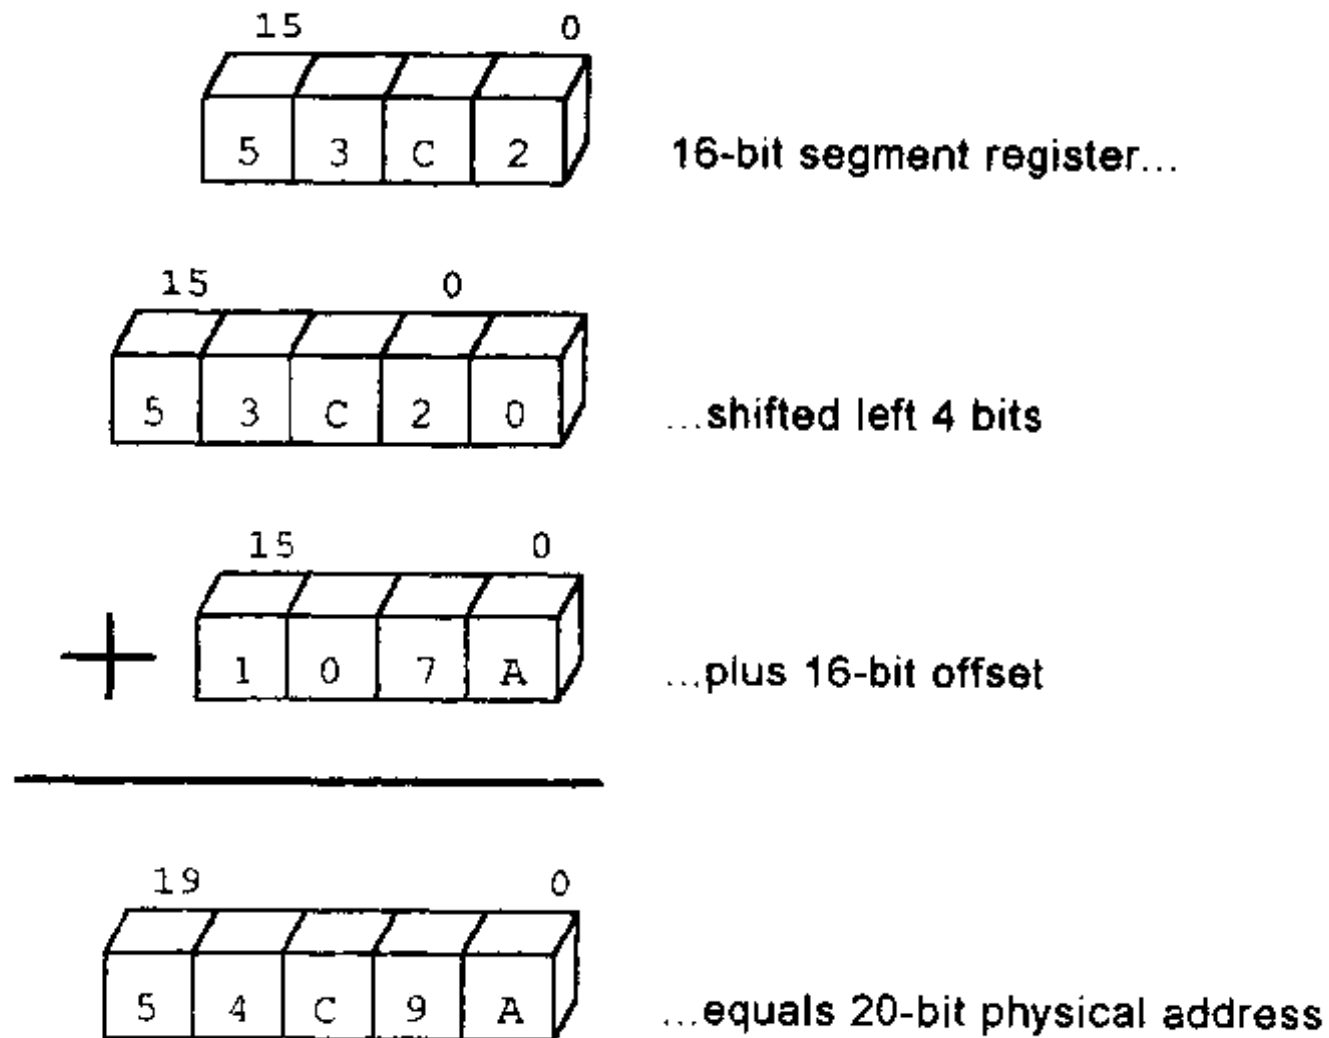 15 0
5 3 C 2 16-bit segment register...
15 0
5 3 C 2 0 ...shifted left 4 bits
15 0
+ 1 0 7 A ...plus 16-bit offset
19 0
5 4 C 9 A ...equals 20-bit physical address